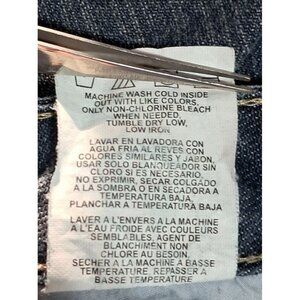 MACHINE WASH COLD INSIDE
OUT WITH LIKE COLORS,
ONLY NON-CHLORINE BLEACH
WHEN NEEDED.
TUMBLE DRY LOW,
LOW IRON
LAVAR EN LAVADORA CON
AGUA FRIA AL REVES CON
COLORES SIMILARES Y JABON,
USAR SOLO BLANQUEADOR SIN
CLORO SI ES NECESARIO.
NO EXPRIMIR, SECAR COLGADO
A LA SOMBRA O EN SECADORA A
TEMPERATURA BAJA,
PLANCHAR A TEMPERATURA BAJA
LAVER A L'ENVERS A LA MACHINE
A L'EAU FROIDE AVEC COULEURS
SEMBLABLES, AGENT DE
BLANCHIMENT NON
CHLORE AU BESOIN.
SECHER A LA MACHINE A BASSE
TEMPERATURE, REPASSER A
BASSE TEMPERATURE